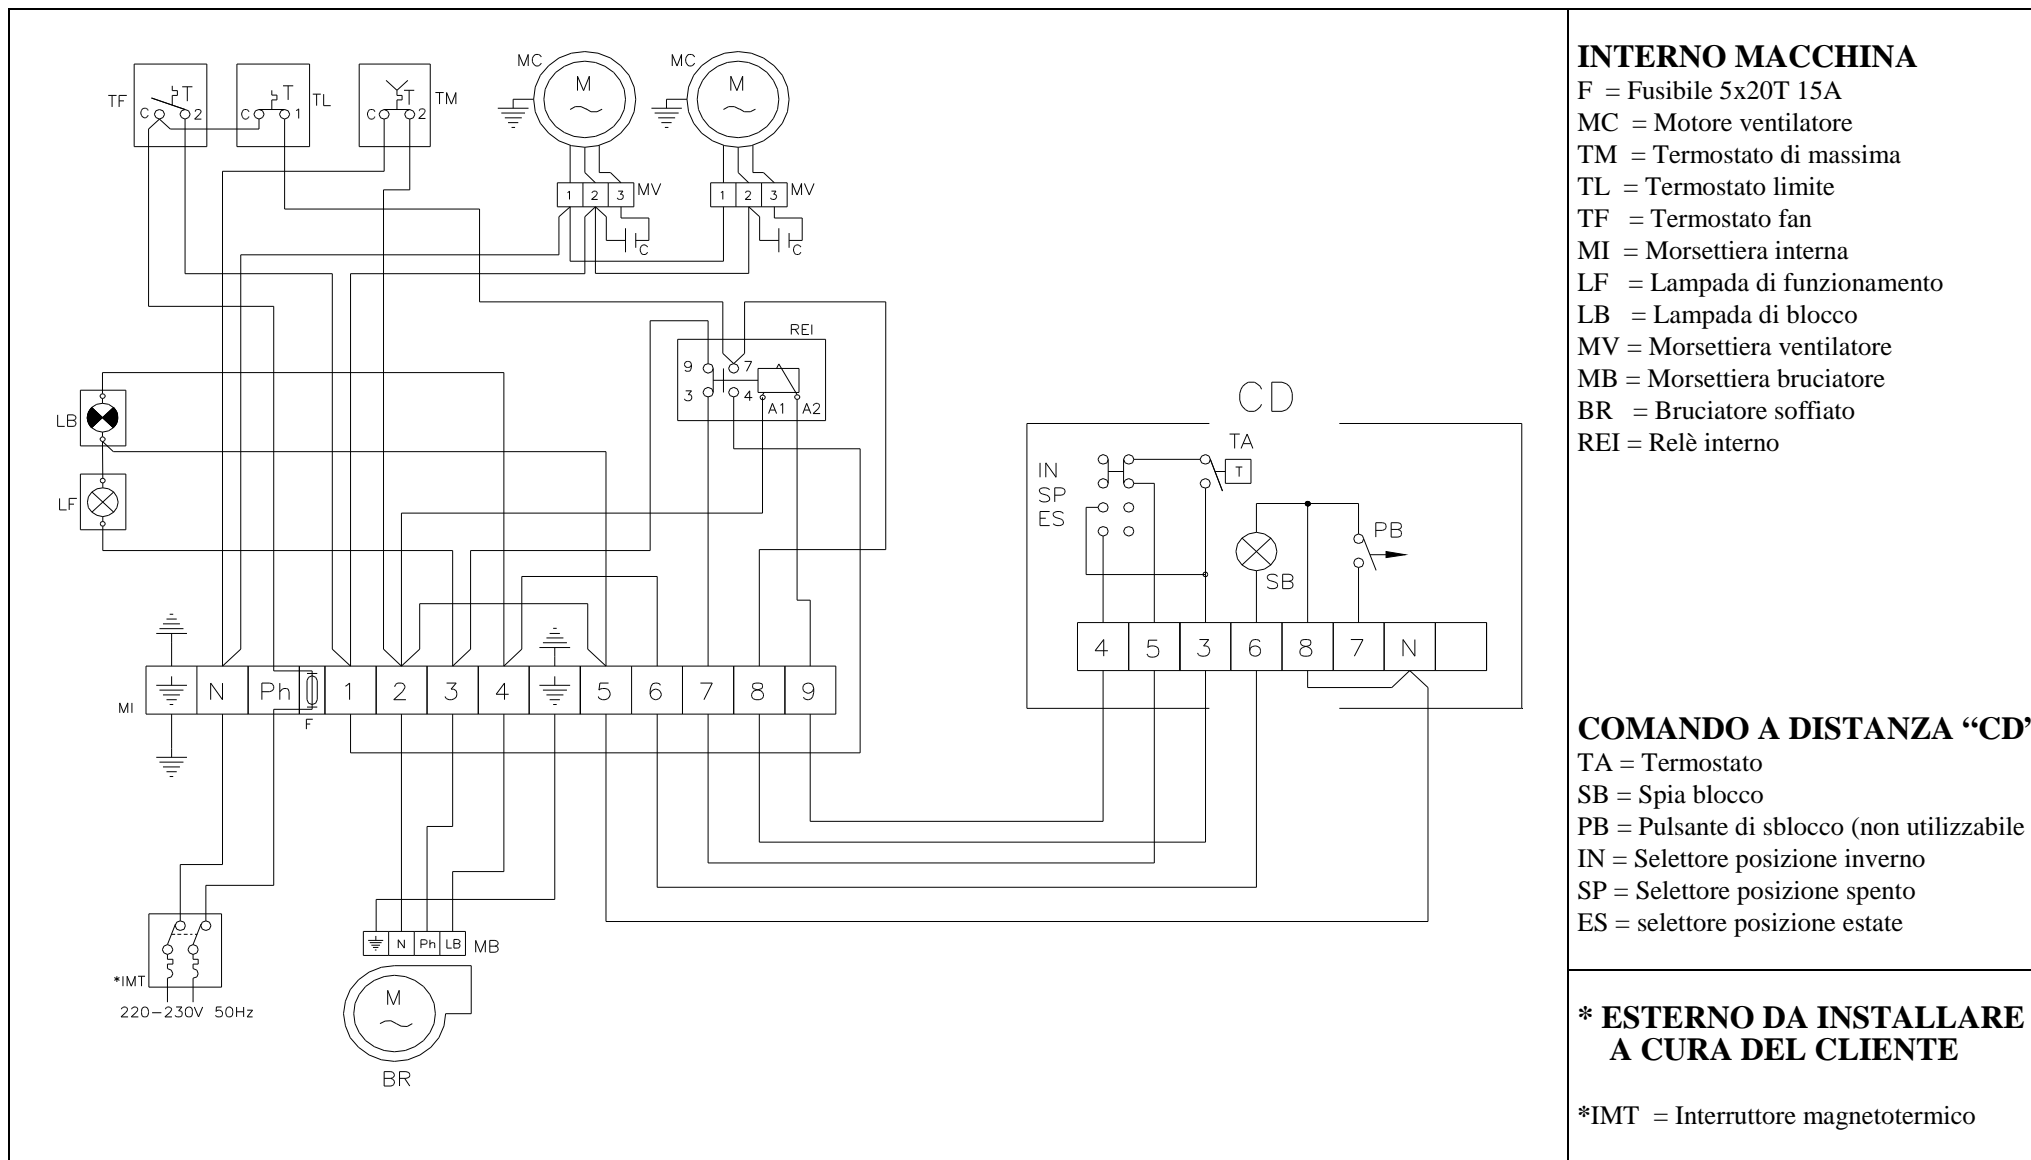 MC
MC
M
M
TF
T
C
2
T
C
1
TL
T
C
2
TM
1 2 3
MV
1 2 3
MV
C
C
REI
9
7
3
4
A1
A2
LB
LF
CD
TA
T
IN
SP
ES
SB
PB
4 5 3 6 8 7 N
MI
N Ph 1 2 3 4 5 6 7 8 9
F
N Ph LB
MB
*IMT
220-230V 50Hz
M
BR
INTERNO MACCHINA
F = Fusibile 5x20T 15A
MC = Motore ventilatore
TM = Termostato di massima
TL = Termostato limite
TF = Termostato fan
MI = Morsettiera interna
LF = Lampada di funzionamento
LB = Lampada di blocco
MV = Morsettiera ventilatore
MB = Morsettiera bruciatore
BR = Bruciatore soffiato
REI = Relè interno
COMANDO A DISTANZA “CD”
TA = Termostato
SB = Spia blocco
PB = Pulsante di sblocco (non utilizzabile
IN = Selettore posizione inverno
SP = Selettore posizione spento
ES = selettore posizione estate
* ESTERNO DA INSTALLARE
A CURA DEL CLIENTE
*IMT = Interruttore magnetotermico